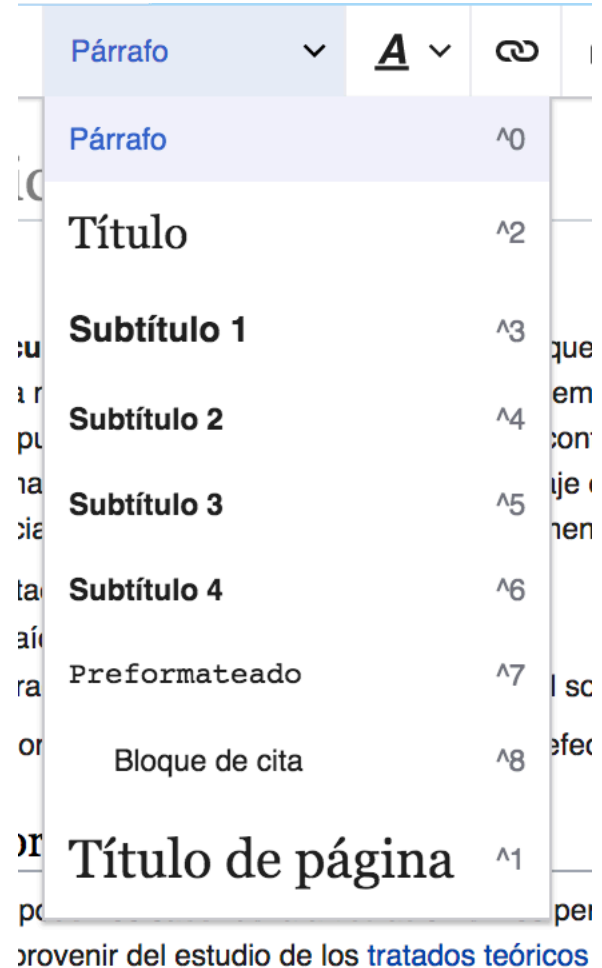 Párrafo
A
Párrafo ^0
Título ^2
Subtítulo 1 ^3
Subtítulo 2 ^4
Subtítulo 3 ^5
Subtítulo 4 ^6
Preformateado ^7
Bloque de cita ^8
Título de página ^1
provenir del estudio de los tratados teóricos